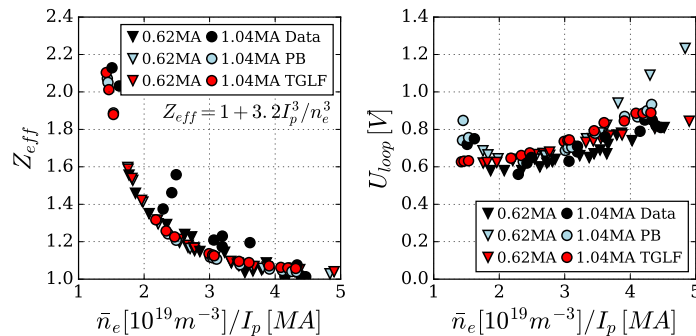 2.4
2.2
2.0
1.8
1.6
1.4
1.2
1.0
Z_eff
0.62MA 1.04MA Data
0.62MA 1.04MA PB
0.62MA 1.04MA TGLF
Z_eff = 1 + 3.2I_p^3/n_e^3
1 2 3 4 5
n̄_e[10^19m^-3]/I_p[MA]
1.4
1.2
1.0
0.8
0.6
0.4
0.2
0.0
U_loop [V]
0.62MA 1.04MA Data
0.62MA 1.04MA PB
0.62MA 1.04MA TGLF
1 2 3 4 5
n̄_e[10^19m^-3]/I_p[MA]